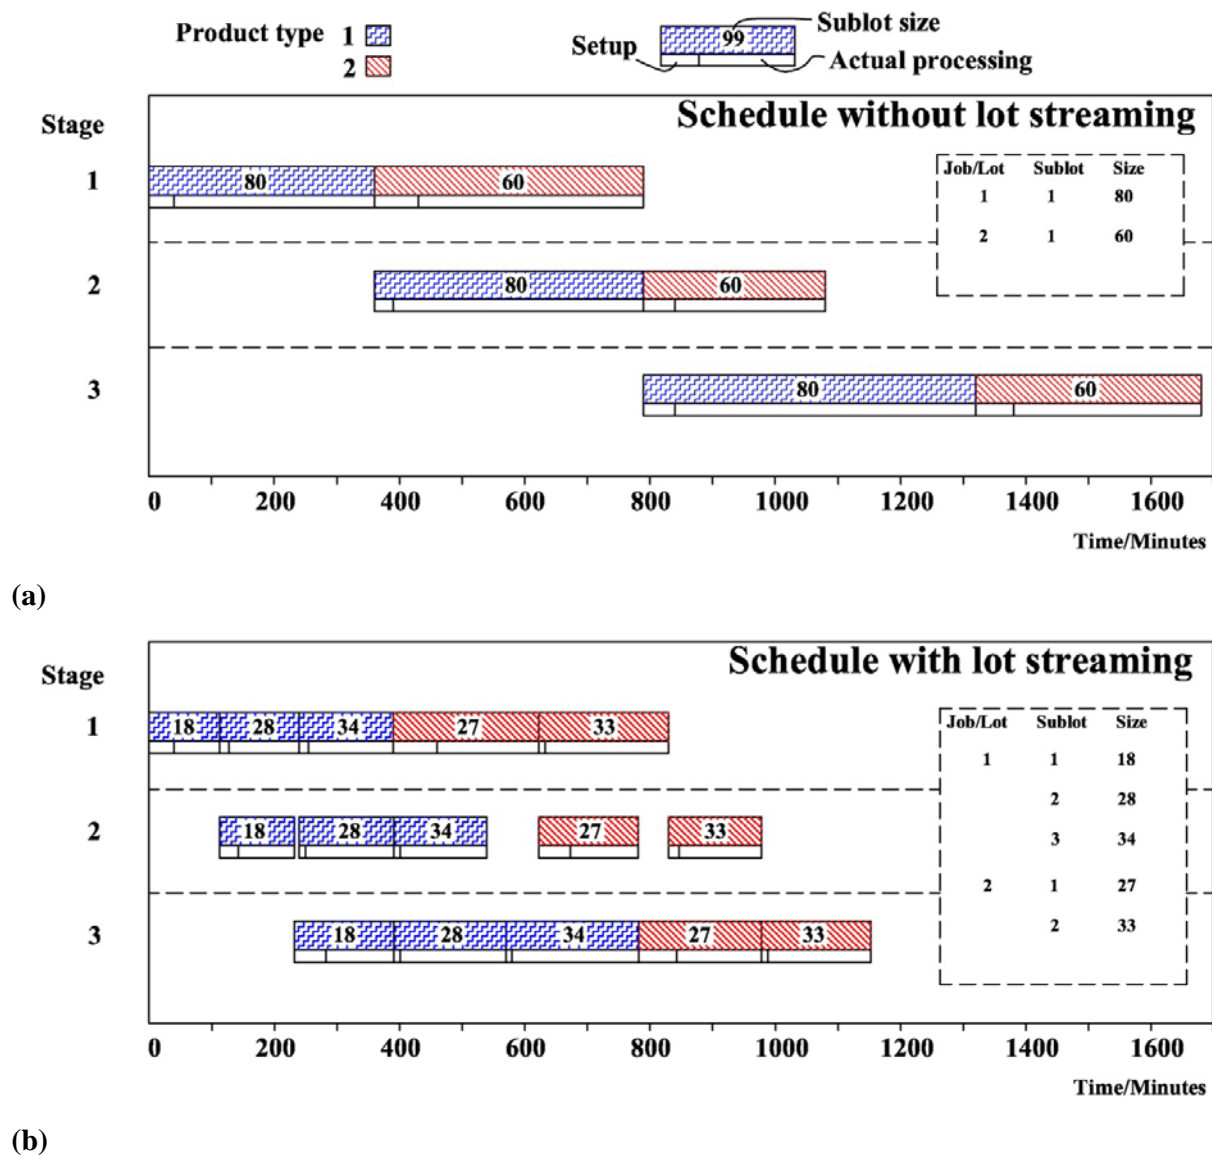 Product type 1
2
Setup
99
Sublot size
Actual processing
Schedule without lot streaming
Stage
Job/Lot Sublot Size
1 1 80
2 1 60
1
80 60
2
80 60
3
80 60
0 200 400 600 800 1000 1200 1400 1600
Time/Minutes
(a)
Schedule with lot streaming
Stage
Job/Lot Sublot Size
1 1 18
2 28
3 34
2 1 27
2 33
1
18 28 34 27 33
2
18 28 34 27 33
3
18 28 34 27 33
0 200 400 600 800 1000 1200 1400 1600
Time/Minutes
(b)